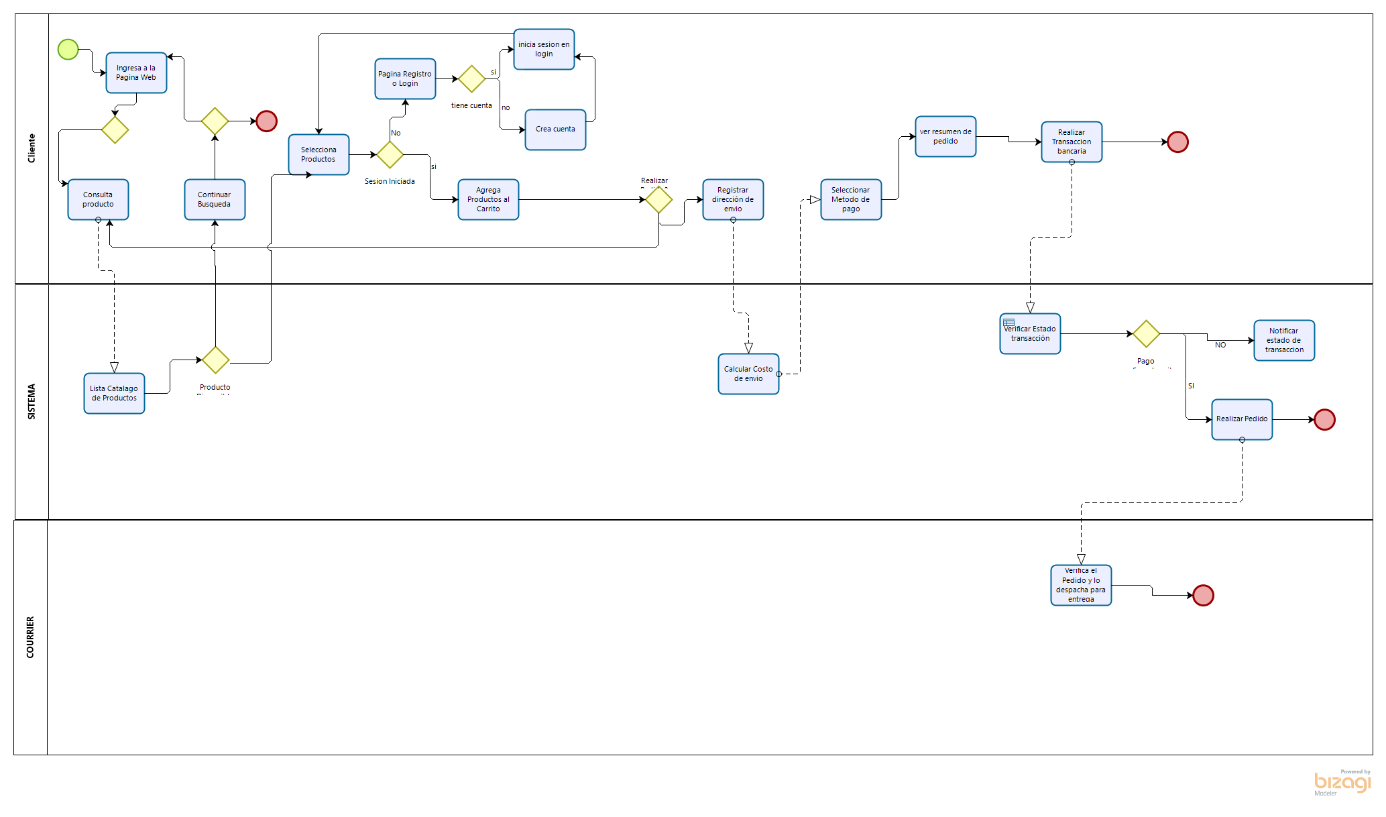 Cliente
Ingresa a la
Pagina Web
Consulta
producto
Continuar
Busqueda
Selecciona
Productos
No
si
Sesion Iniciada
Pagina Registro
o Login
tiene cuenta
si
no
inicia sesion en
login
Crea cuenta
Agrega
Productos al
Carrito
Realizar
Registrar
dirección de
envio
Seleccionar
Metodo de
pago
ver resumen de
pedido
Realizar
Transaccion
bancaria
SISTEMA
Lista Catalago
de Productos
Producto
Calcular Costo
de envio
Verificar Estado
transacción
Pago
NO
SI
Notificar
estado de
transaccion
Realizar Pedido
COURRIER
Verifica el
Pedido y lo
despacha para
entrega
Powered by
bizagi
Modeler